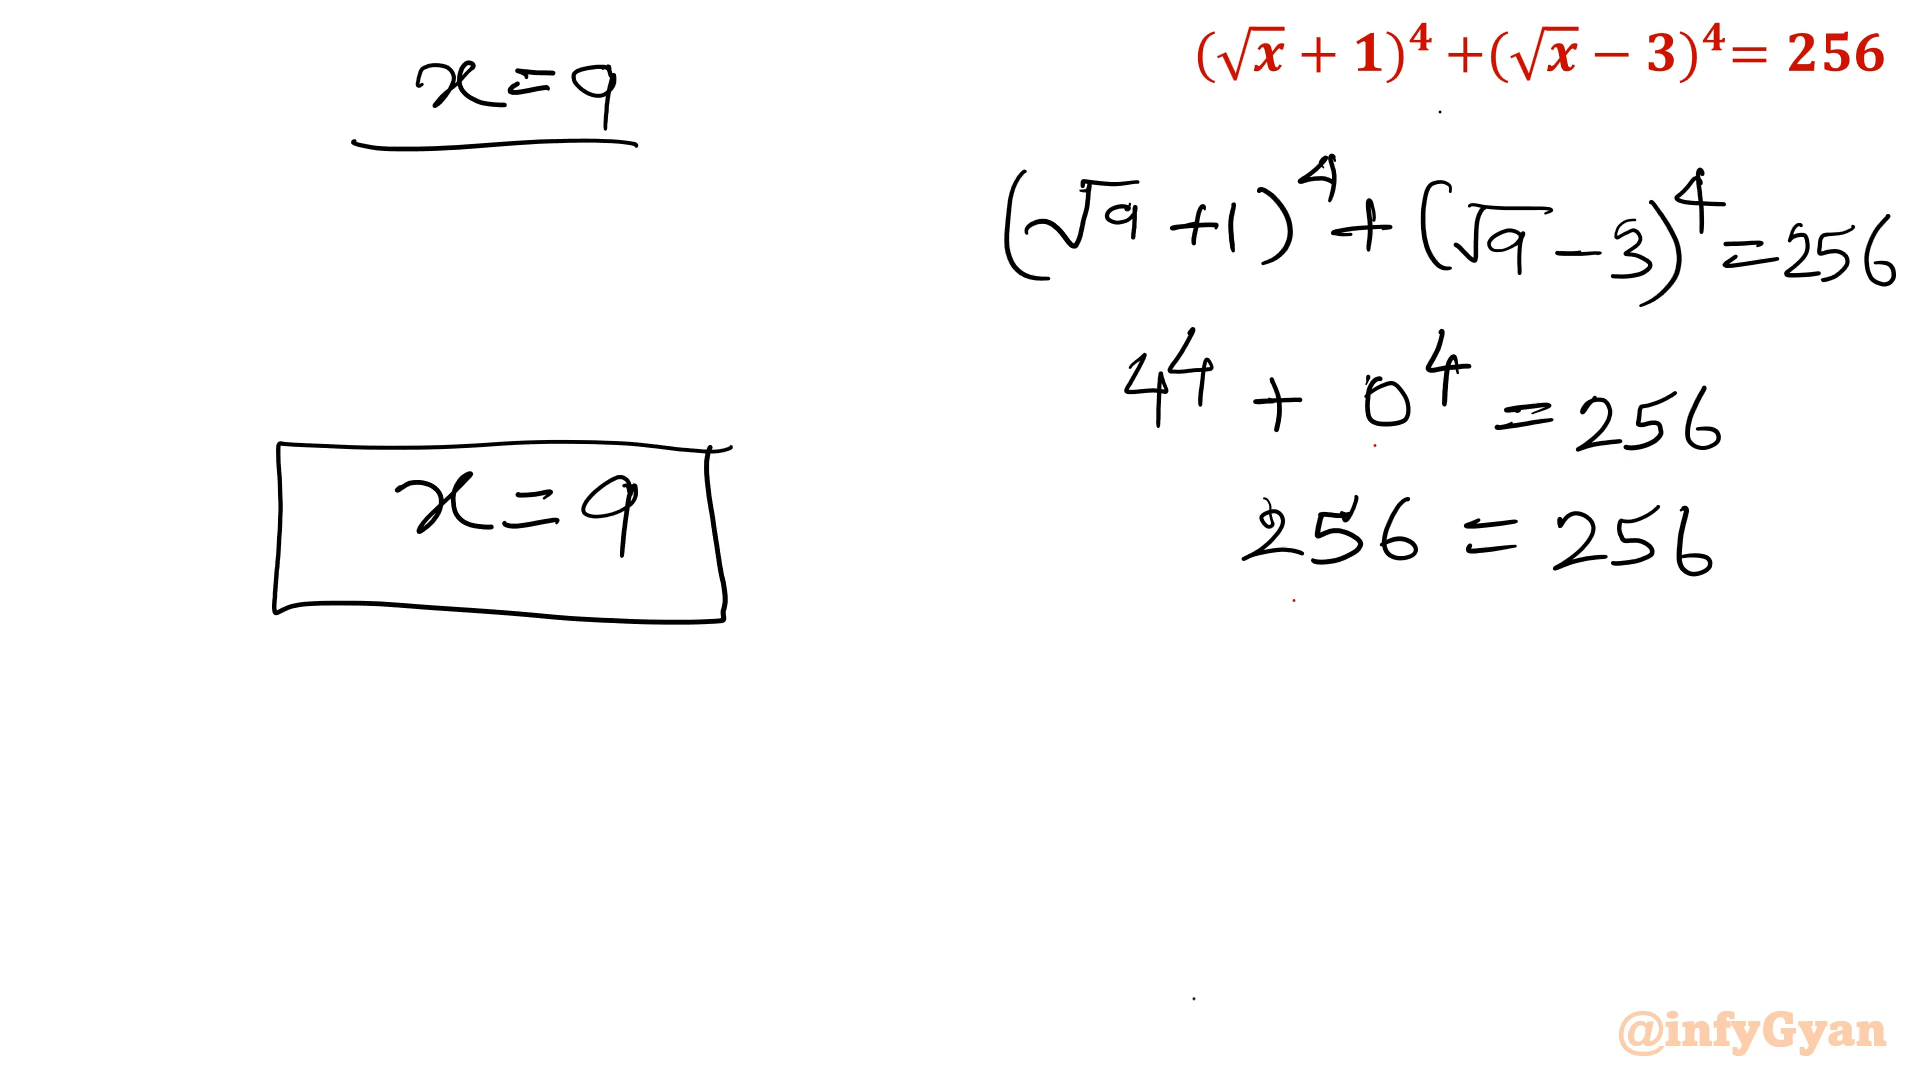 x = 9
(√x + 1)⁴ +(√x − 3)⁴= 256
(√9 + 1)⁴ + (√9 − 3)⁴ = 256
4⁴ + 0⁴ = 256
x = 9
256 = 256
@infyGyan